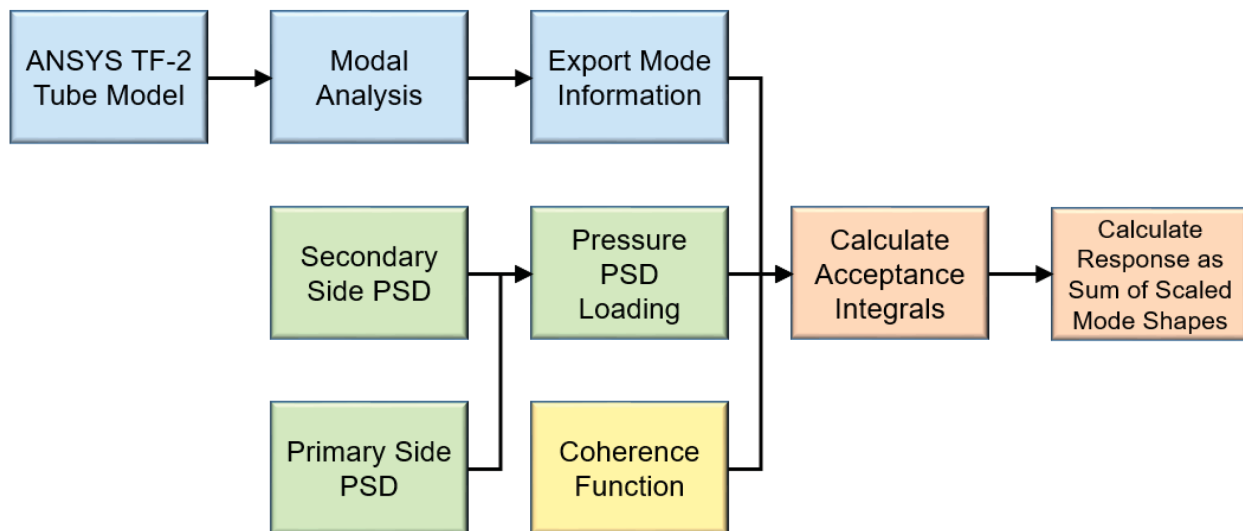 ANSYS TF-2
Tube Model
Modal
Analysis
Export Mode
Information
Secondary
Side PSD
Pressure
PSD
Loading
Calculate
Acceptance
Integrals
Calculate
Response as
Sum of Scaled
Mode Shapes
Primary Side
PSD
Coherence
Function